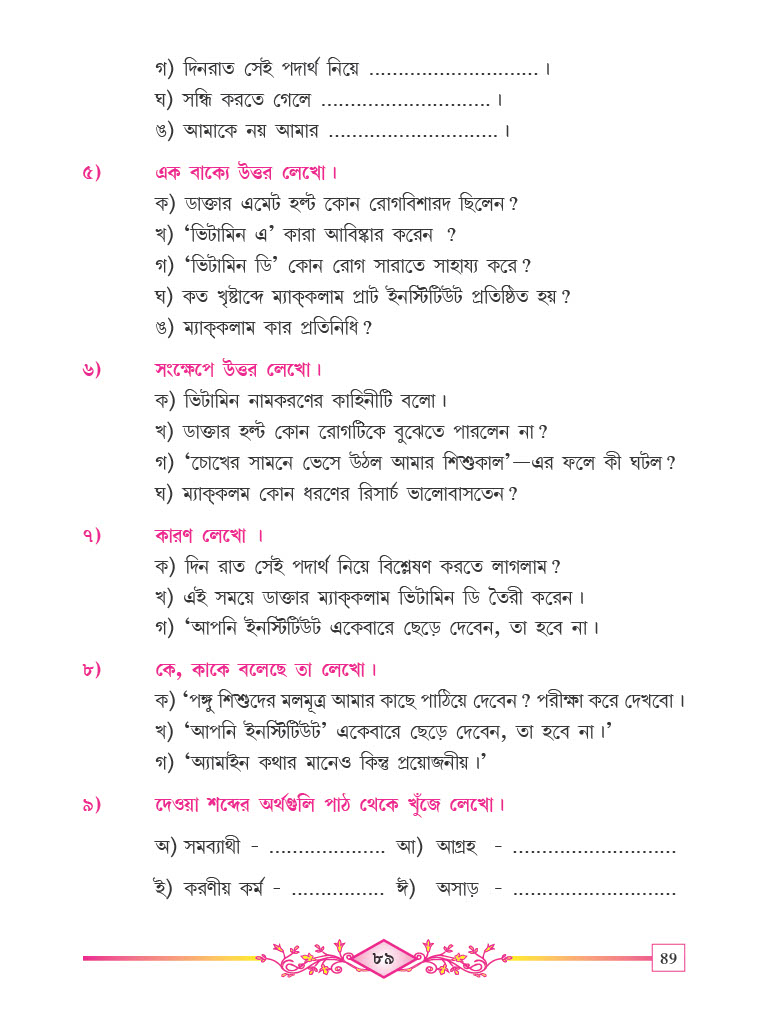 গ) দিনরাত সেই পদার্থ নিয়ে ............................. ।
ঘ) সন্ধি করতে গেলে ............................. ।
ঙ) আমাকে নয় আমার ............................. ।
৫) এক বাক্যে উত্তর লেখো।
ক) ডাক্তার এমেট হল্ট কোন রোগবিশারদ ছিলেন?
খ) ‘ভিটামিন এ’ কারা আবিষ্কার করেন ?
গ) ‘ভিটামিন ডি’ কোন রোগ সারাতে সাহায্য করে?
ঘ) কত খৃষ্টাব্দে ম্যাক্‌কলাম প্রাট ইনস্টিটিউট প্রতিষ্ঠিত হয়?
ঙ) ম্যাক্‌কলাম কার প্রতিনিধি?
৬) সংক্ষেপে উত্তর লেখো।
ক) ভিটামিন নামকরণের কাহিনীটি বলো।
খ) ডাক্তার হল্ট কোন রোগটিকে বুঝতে পারলেন না?
গ) ‘চোখের সামনে ভেসে উঠল আমার শিশুকাল’—এর ফলে কী ঘটল?
ঘ) ম্যাক্‌কলম কোন ধরণের রিসার্চ ভালোবাসতেন?
৭) কারণ লেখো ।
ক) দিন রাত সেই পদার্থ নিয়ে বিশ্লেষণ করতে লাগলাম?
খ) এই সময়ে ডাক্তার ম্যাক্‌কলাম ভিটামিন ডি তৈরী করেন।
গ) ‘আপনি ইনস্টিটিউট একেবারে ছেড়ে দেবেন, তা হবে না।
৮) কে, কাকে বলেছে তা লেখো।
ক) ‘পঙ্গু শিশুদের মলমূত্র আমার কাছে পাঠিয়ে দেবেন? পরীক্ষা করে দেখবো।
খ) ‘আপনি ইনস্টিটিউট’ একেবারে ছেড়ে দেবেন, তা হবে না।’
গ) ‘অ্যামাইন কথার মানেও কিন্তু প্রয়োজনীয়।’
৯) দেওয়া শব্দের অর্থগুলি পাঠ থেকে খুঁজে লেখো।
অ) সমব্যাথী - .................... আ) আগ্রহ - ............................
ই) করণীয় কর্ম - ................ ঈ) অসাড় - ............................
৮৯ 89